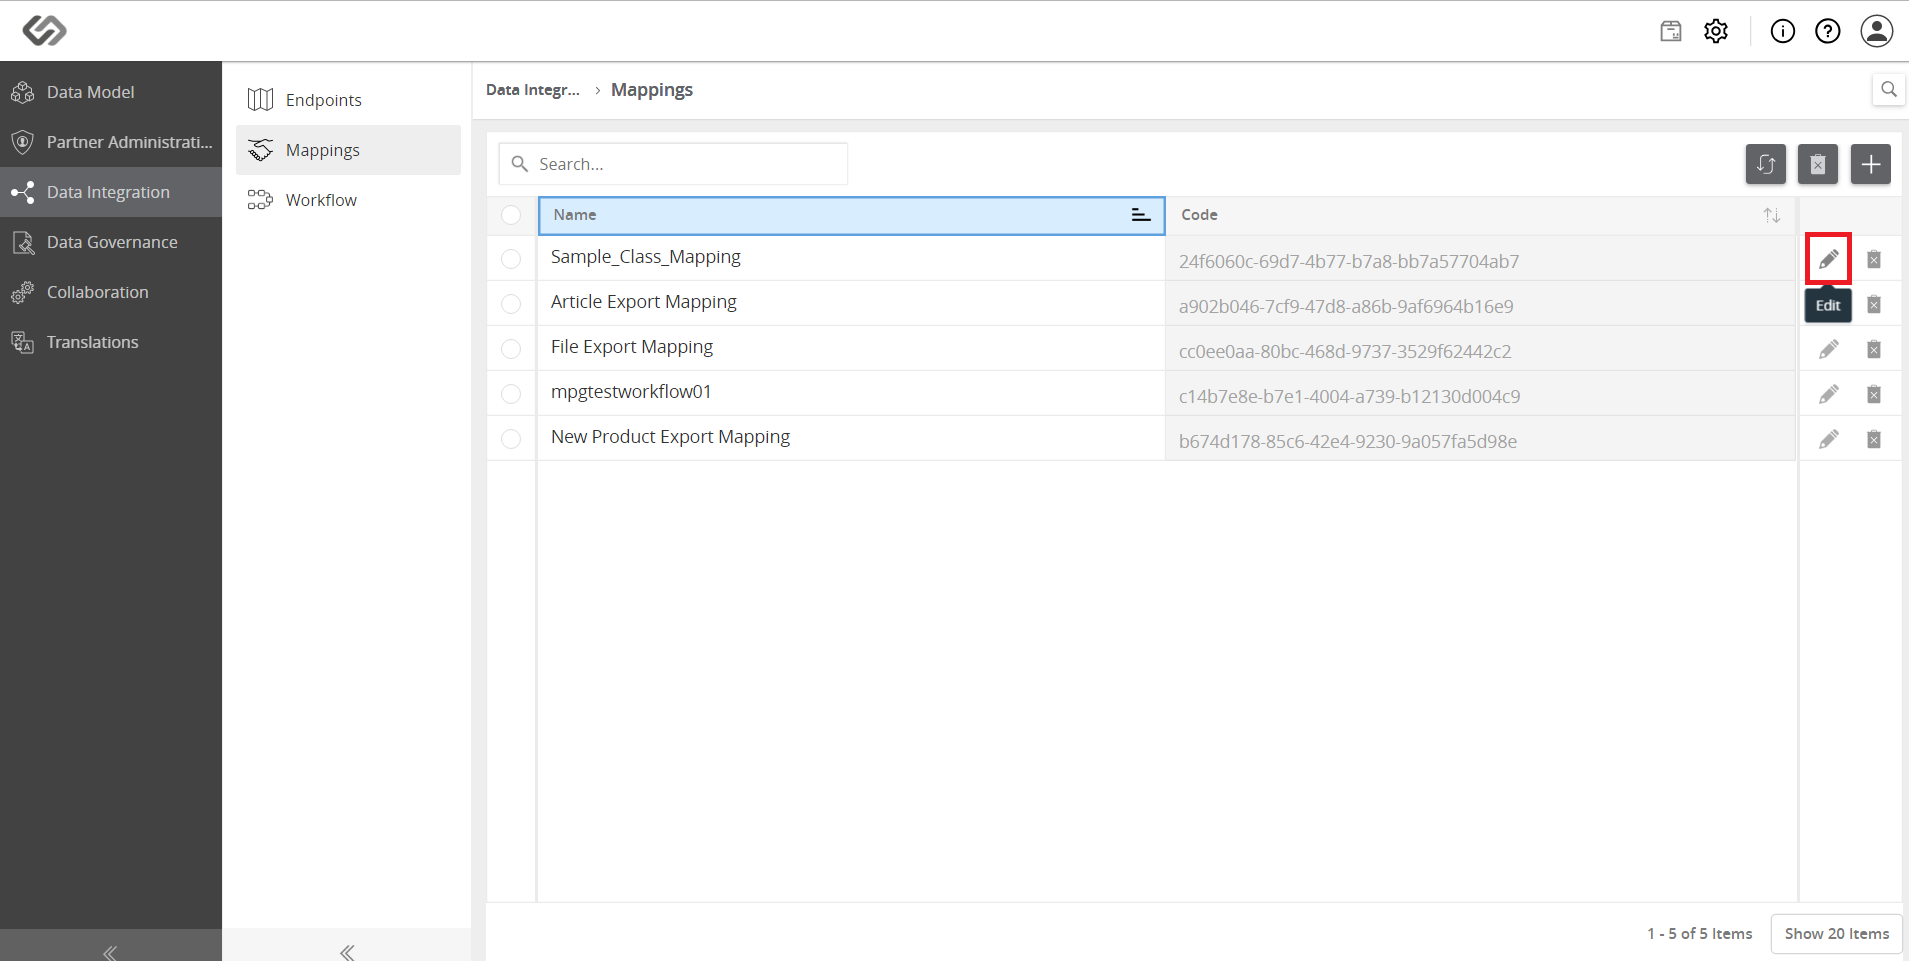 Data Model
Partner Administrati...
Data Integration
Data Governance
Collaboration
Translations
Endpoints
Mappings
Workflow
Data Integr... › Mappings
Search...
Name Code
Sample_Class_Mapping 24f6060c-69d7-4b77-b7a8-bb7a57704ab7
Article Export Mapping a902b046-7cf9-47d8-a86b-9af6964b16e9
Edit
File Export Mapping cc0ee0aa-80bc-468d-9737-3529f62442c2
mpgtestworkflow01 c14b7e8e-b7e1-4004-a739-b12130d004c9
New Product Export Mapping b674d178-85c6-42e4-9230-9a057fa5d98e
1 - 5 of 5 Items Show 20 Items